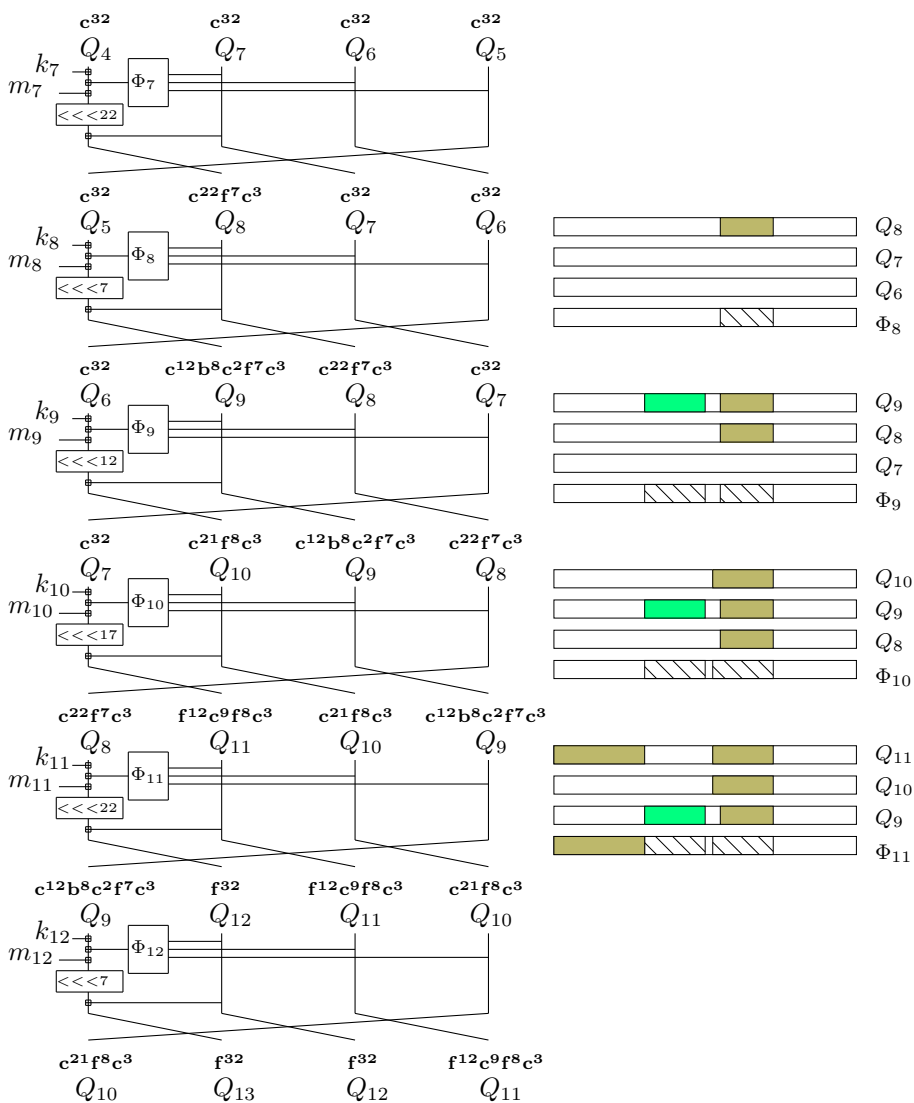 c³² c³² c³² c³²
Q₄ Q₇ Q₆ Q₅
k₇
m₇
Φ₇
<<<22
c³² c²²f⁷c³ c³² c³²
Q₅ Q₈ Q₇ Q₆
k₈
m₈
Φ₈
<<<7
Q₈
Q₇
Q₆
Φ₈
c³² c¹²b⁸c²f⁷c³ c²²f⁷c³ c³²
Q₆ Q₉ Q₈ Q₇
k₉
m₉
Φ₉
<<<12
Q₉
Q₈
Q₇
Φ₉
c³² c²¹f⁸c³ c¹²b⁸c²f⁷c³ c²²f⁷c³
Q₇ Q₁₀ Q₉ Q₈
k₁₀
m₁₀
Φ₁₀
<<<17
Q₁₀
Q₉
Q₈
Φ₁₀
c²²f⁷c³ f¹²c⁹f⁸c³ c²¹f⁸c³ c¹²b⁸c²f⁷c³
Q₈ Q₁₁ Q₁₀ Q₉
k₁₁
m₁₁
Φ₁₁
<<<22
Q₁₁
Q₁₀
Q₉
Φ₁₁
c¹²b⁸c²f⁷c³ f³² f¹²c⁹f⁸c³ c²¹f⁸c³
Q₉ Q₁₂ Q₁₁ Q₁₀
k₁₂
m₁₂
Φ₁₂
<<<7
c²¹f⁸c³ f³² f³² f¹²c⁹f⁸c³
Q₁₀ Q₁₃ Q₁₂ Q₁₁